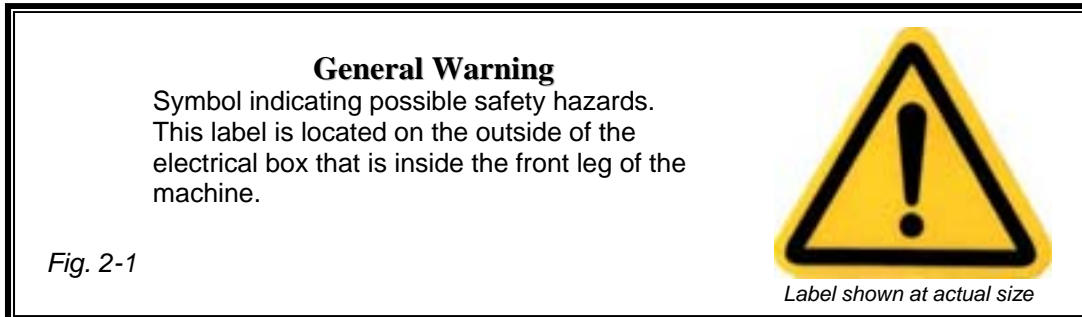 General Warning
Symbol indicating possible safety hazards.
This label is located on the outside of the
electrical box that is inside the front leg of the
machine.
Fig. 2-1
Label shown at actual size